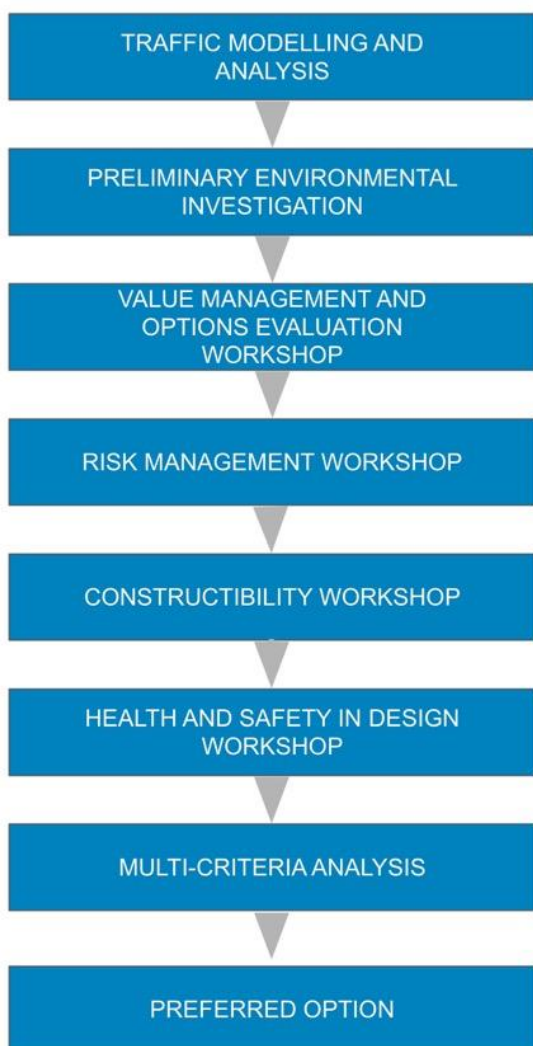 TRAFFIC MODELLING AND
ANALYSIS
PRELIMINARY ENVIRONMENTAL
INVESTIGATION
VALUE MANAGEMENT AND
OPTIONS EVALUATION
WORKSHOP
RISK MANAGEMENT WORKSHOP
CONSTRUCTIBILITY WORKSHOP
HEALTH AND SAFETY IN DESIGN
WORKSHOP
MULTI-CRITERIA ANALYSIS
PREFERRED OPTION